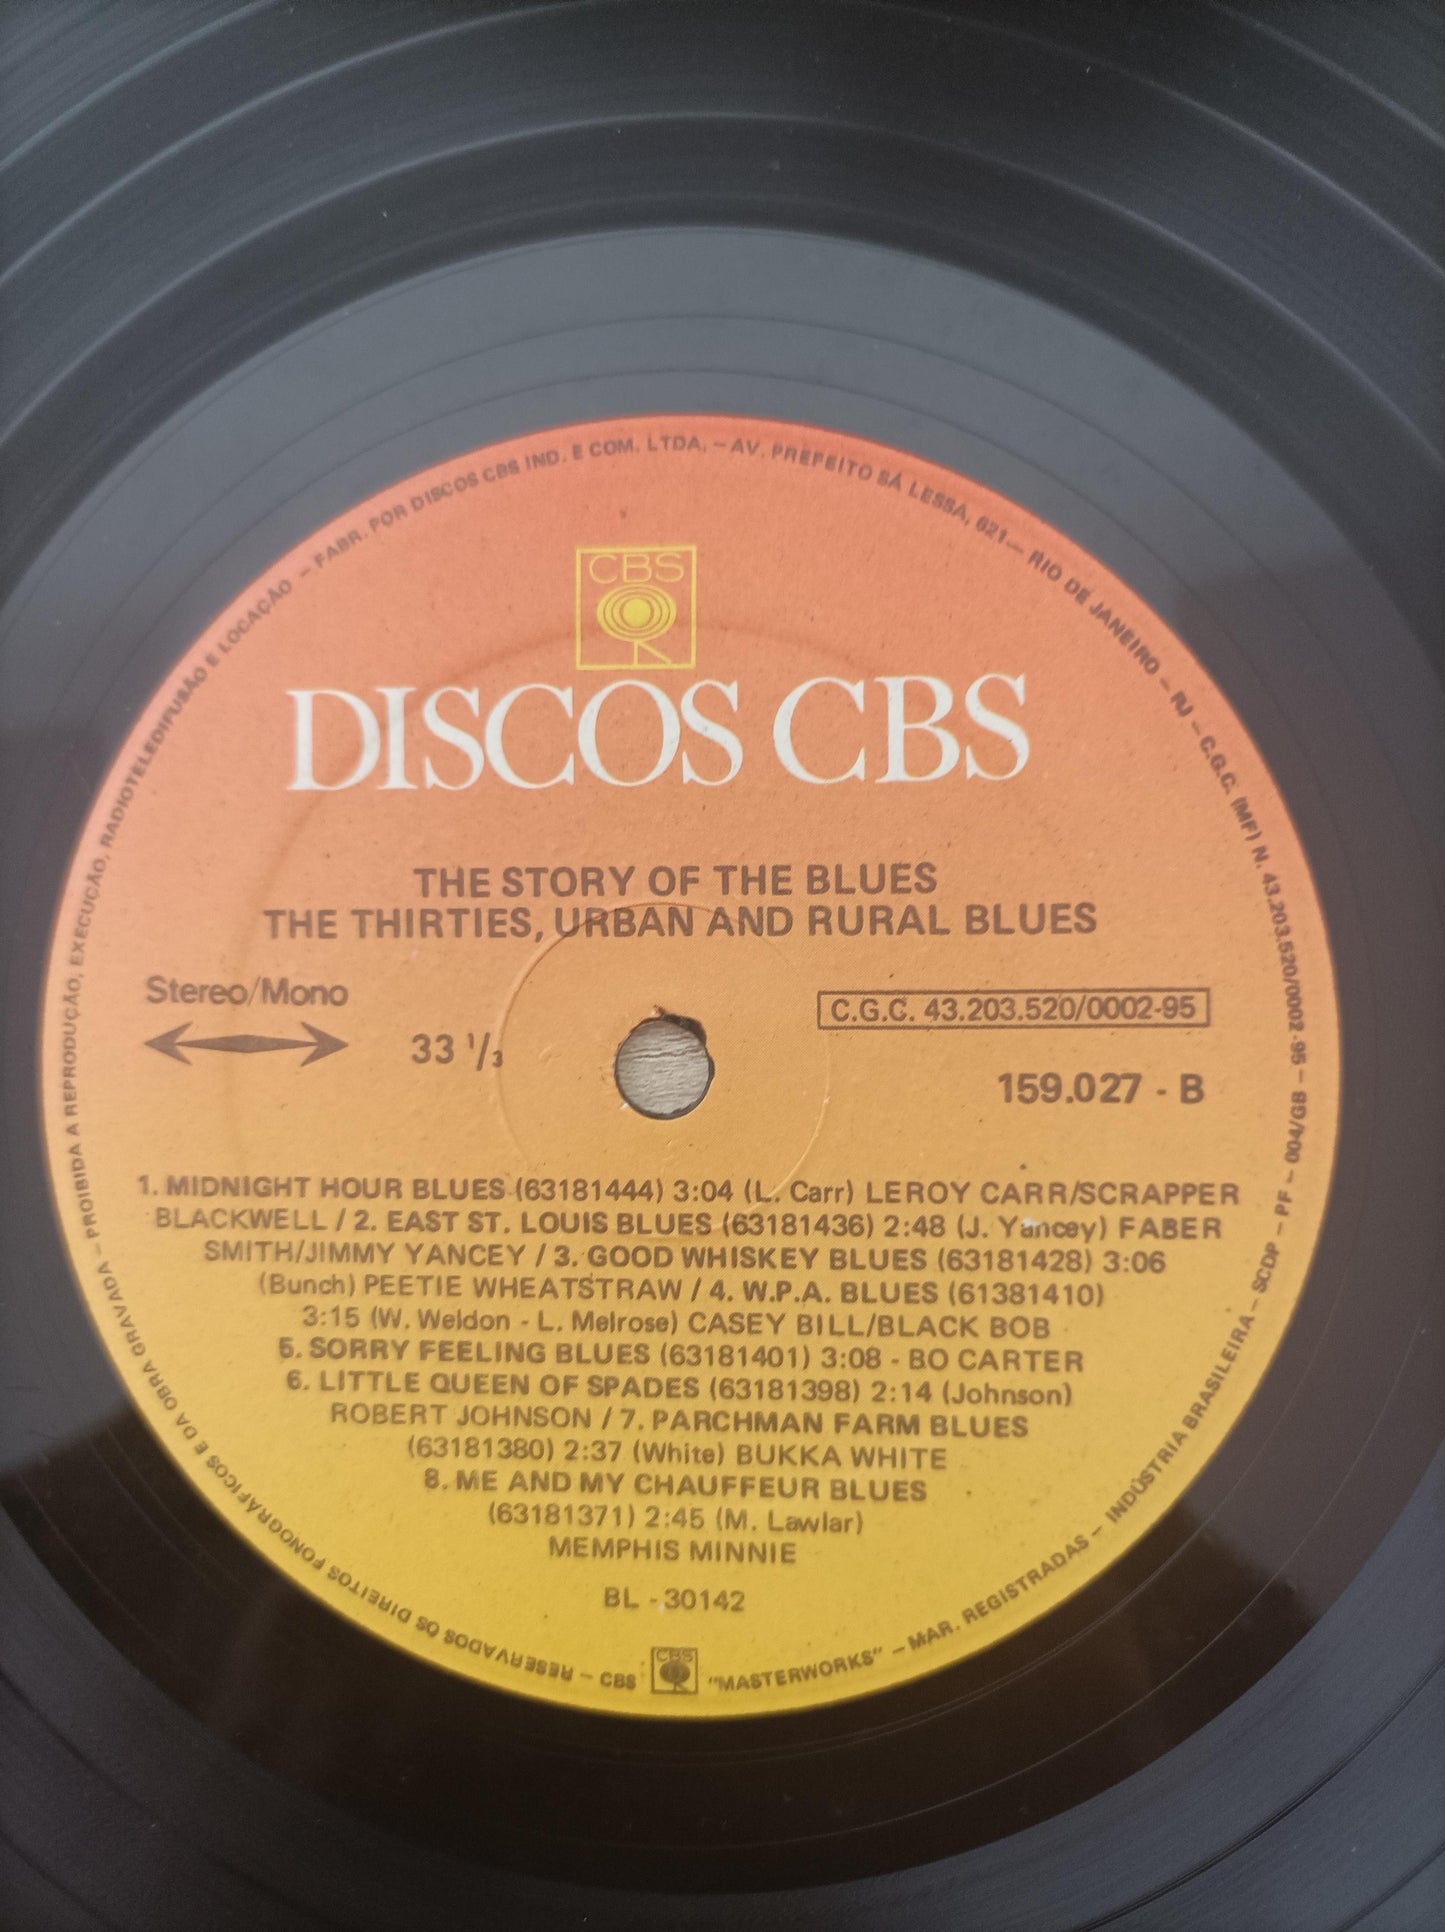 PROIBIDA A REPRODUÇÃO, EXECUÇÃO, RADIOTELEDIFUSÃO E LOCAÇÃO – FABR. POR DISCOS CBS IND. E COM. LTDA. – AV. PREFEITO SÁ LESSA, 621 – RIO DE JANEIRO – RJ – C.G.C. (MF) N. 43.203.520/0002-95 – 004/GB – PF – SCDP – INDÚSTRIA BRASILEIRA –
CBS
DISCOS CBS
THE STORY OF THE BLUES
THE THIRTIES, URBAN AND RURAL BLUES
Stereo/Mono
33 1/3
C.G.C. 43.203.520/0002-95
159.027 - B
1. MIDNIGHT HOUR BLUES (63181444) 3:04 (L. Carr) LEROY CARR/SCRAPPER
BLACKWELL / 2. EAST ST. LOUIS BLUES (63181436) 2:48 (J. Yancey) FABER
SMITH/JIMMY YANCEY / 3. GOOD WHISKEY BLUES (63181428) 3:06
(Bunch) PEETIE WHEATSTRAW / 4. W.P.A. BLUES (61381410)
3:15 (W. Weldon - L. Melrose) CASEY BILL/BLACK BOB
5. SORRY FEELING BLUES (63181401) 3:08 - BO CARTER
6. LITTLE QUEEN OF SPADES (63181398) 2:14 (Johnson)
ROBERT JOHNSON / 7. PARCHMAN FARM BLUES
(63181380) 2:37 (White) BUKKA WHITE
8. ME AND MY CHAUFFEUR BLUES
(63181371) 2:45 (M. Lawlar)
MEMPHIS MINNIE
BL - 30142
RESERVADOS OS DIREITOS FONOGRÁFICOS E DA OBRA GRAVADA –
– CBS CBS "MASTERWORKS" – MAR. REGISTRADAS –